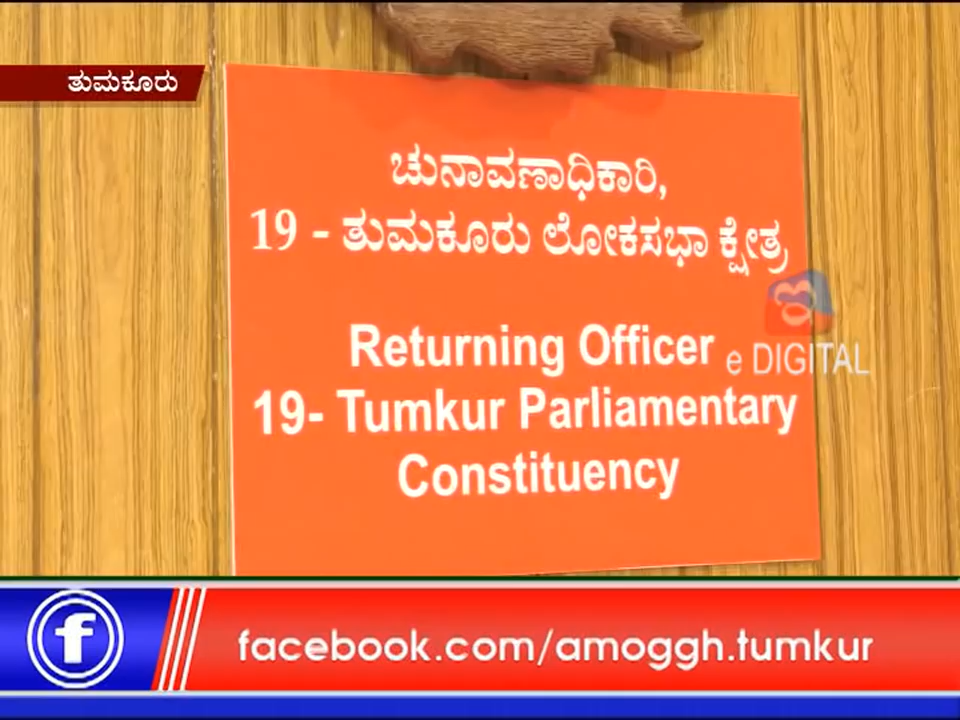 ತುಮಕೂರು
ಚುನಾವಣಾಧಿಕಾರಿ,
19 - ತುಮಕೂರು ಲೋಕಸಭಾ ಕ್ಷೇತ್ರ
Returning Officer
e DIGITAL
19- Tumkur Parliamentary
Constituency
facebook.com/amoggh.tumkur